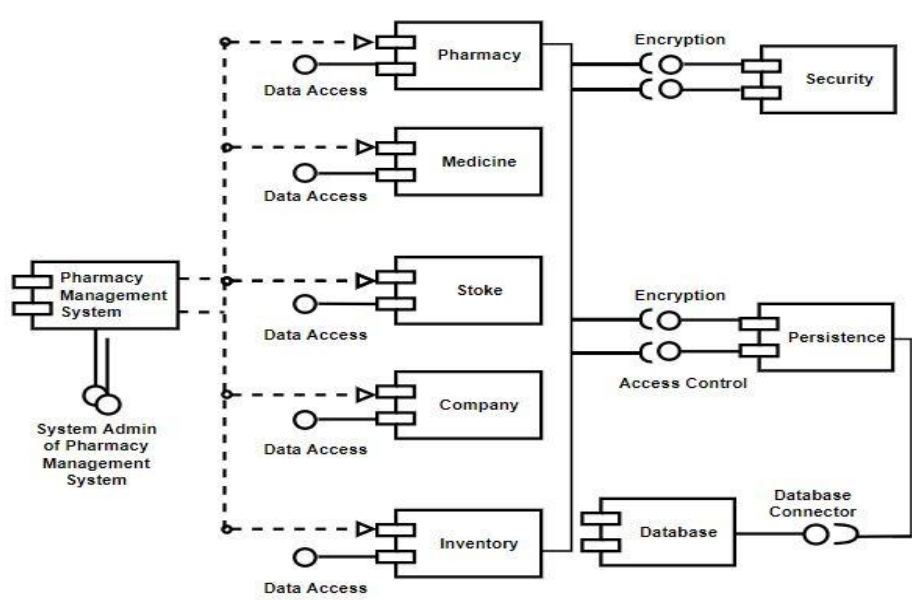 Pharmacy
Management
System
System Admin
of Pharmacy
Management
System
Pharmacy
Data Access
Medicine
Data Access
Stoke
Data Access
Company
Data Access
Inventory
Data Access
Encryption
Security
Encryption
Persistence
Access Control
Database
Connector
Database